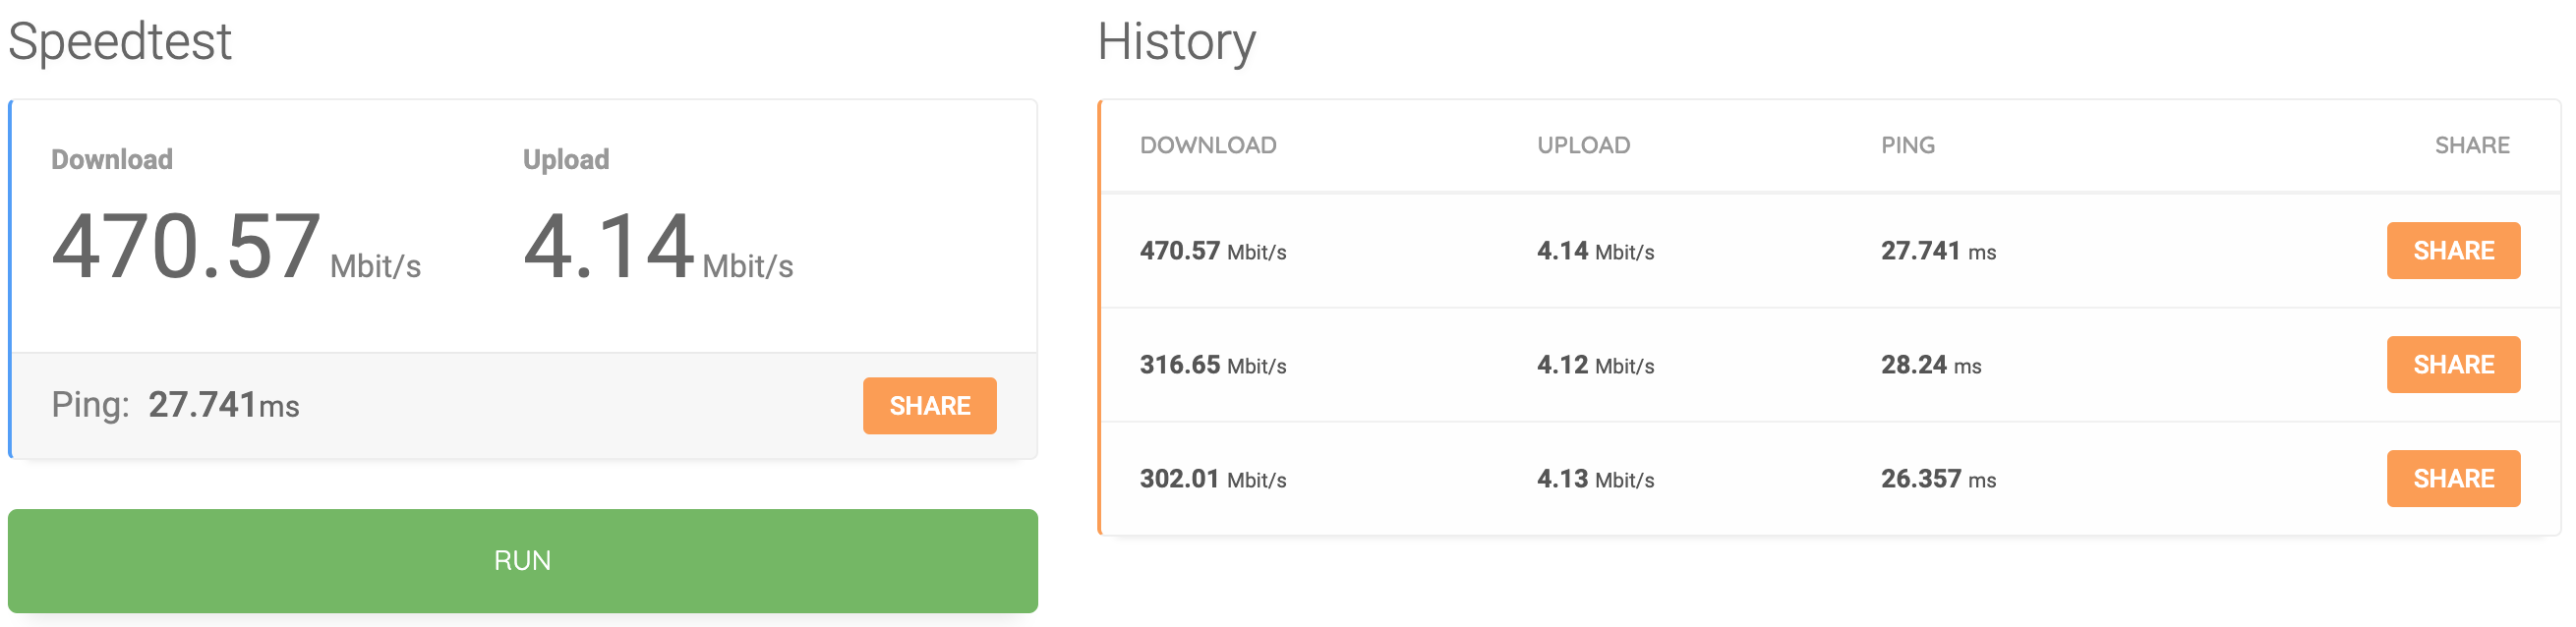 Speedtest
Download Upload
470.57 Mbit/s 4.14 Mbit/s
Ping: 27.741ms SHARE
RUN
History
DOWNLOAD UPLOAD PING SHARE
470.57 Mbit/s 4.14 Mbit/s 27.741 ms SHARE
316.65 Mbit/s 4.12 Mbit/s 28.24 ms SHARE
302.01 Mbit/s 4.13 Mbit/s 26.357 ms SHARE